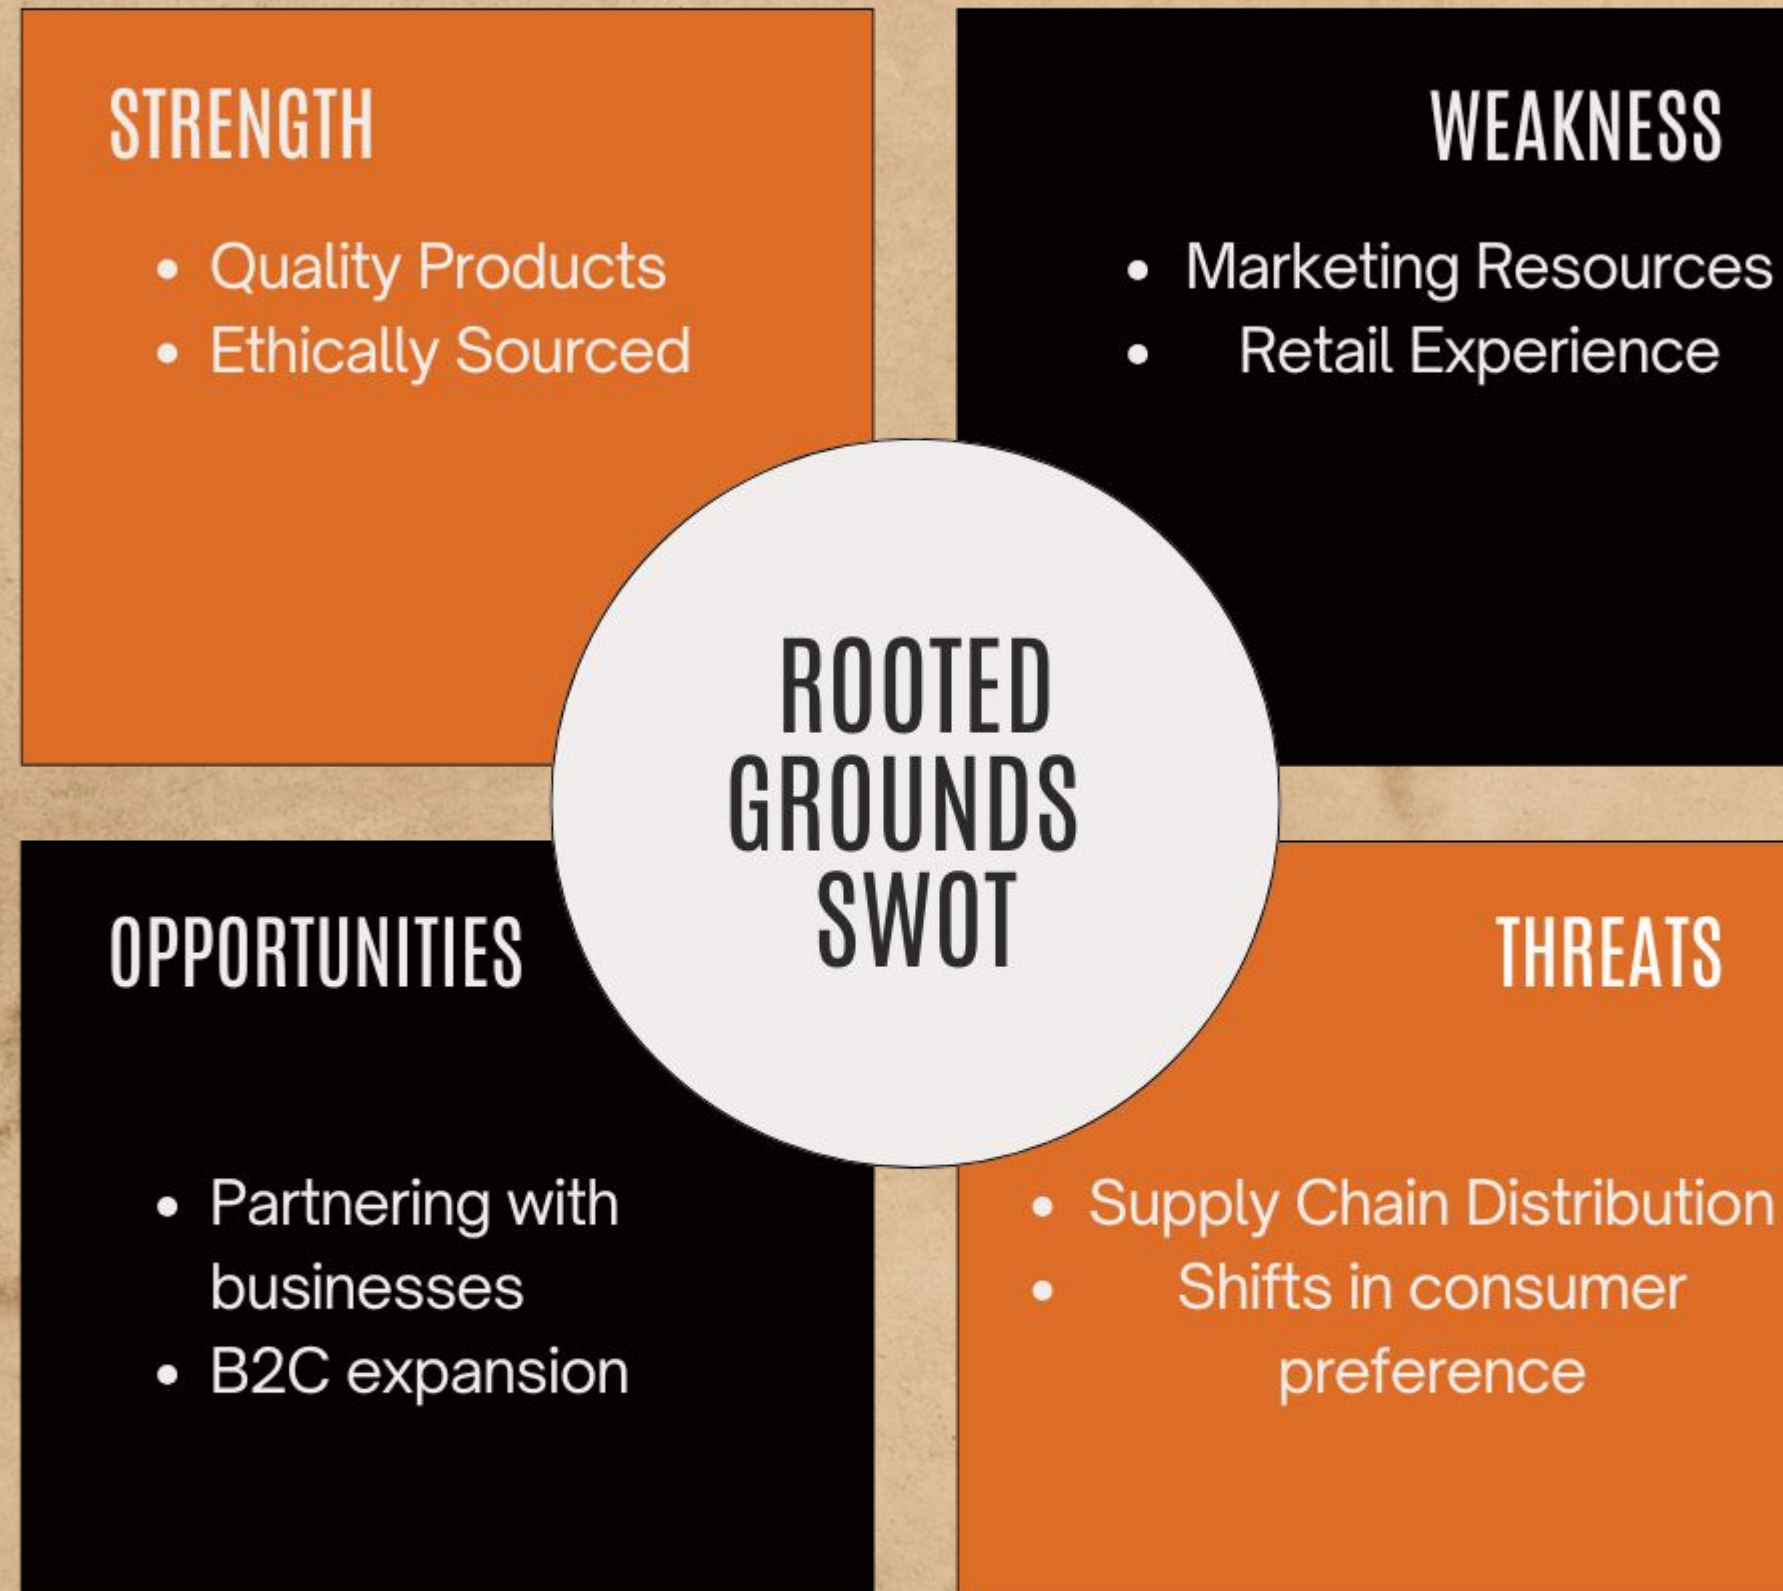 STRENGTH
• Quality Products
• Ethically Sourced
WEAKNESS
• Marketing Resources
• Retail Experience
ROOTED
GROUNDS
SWOT
OPPORTUNITIES
• Partnering with
businesses
• B2C expansion
THREATS
• Supply Chain Distribution
• Shifts in consumer
preference